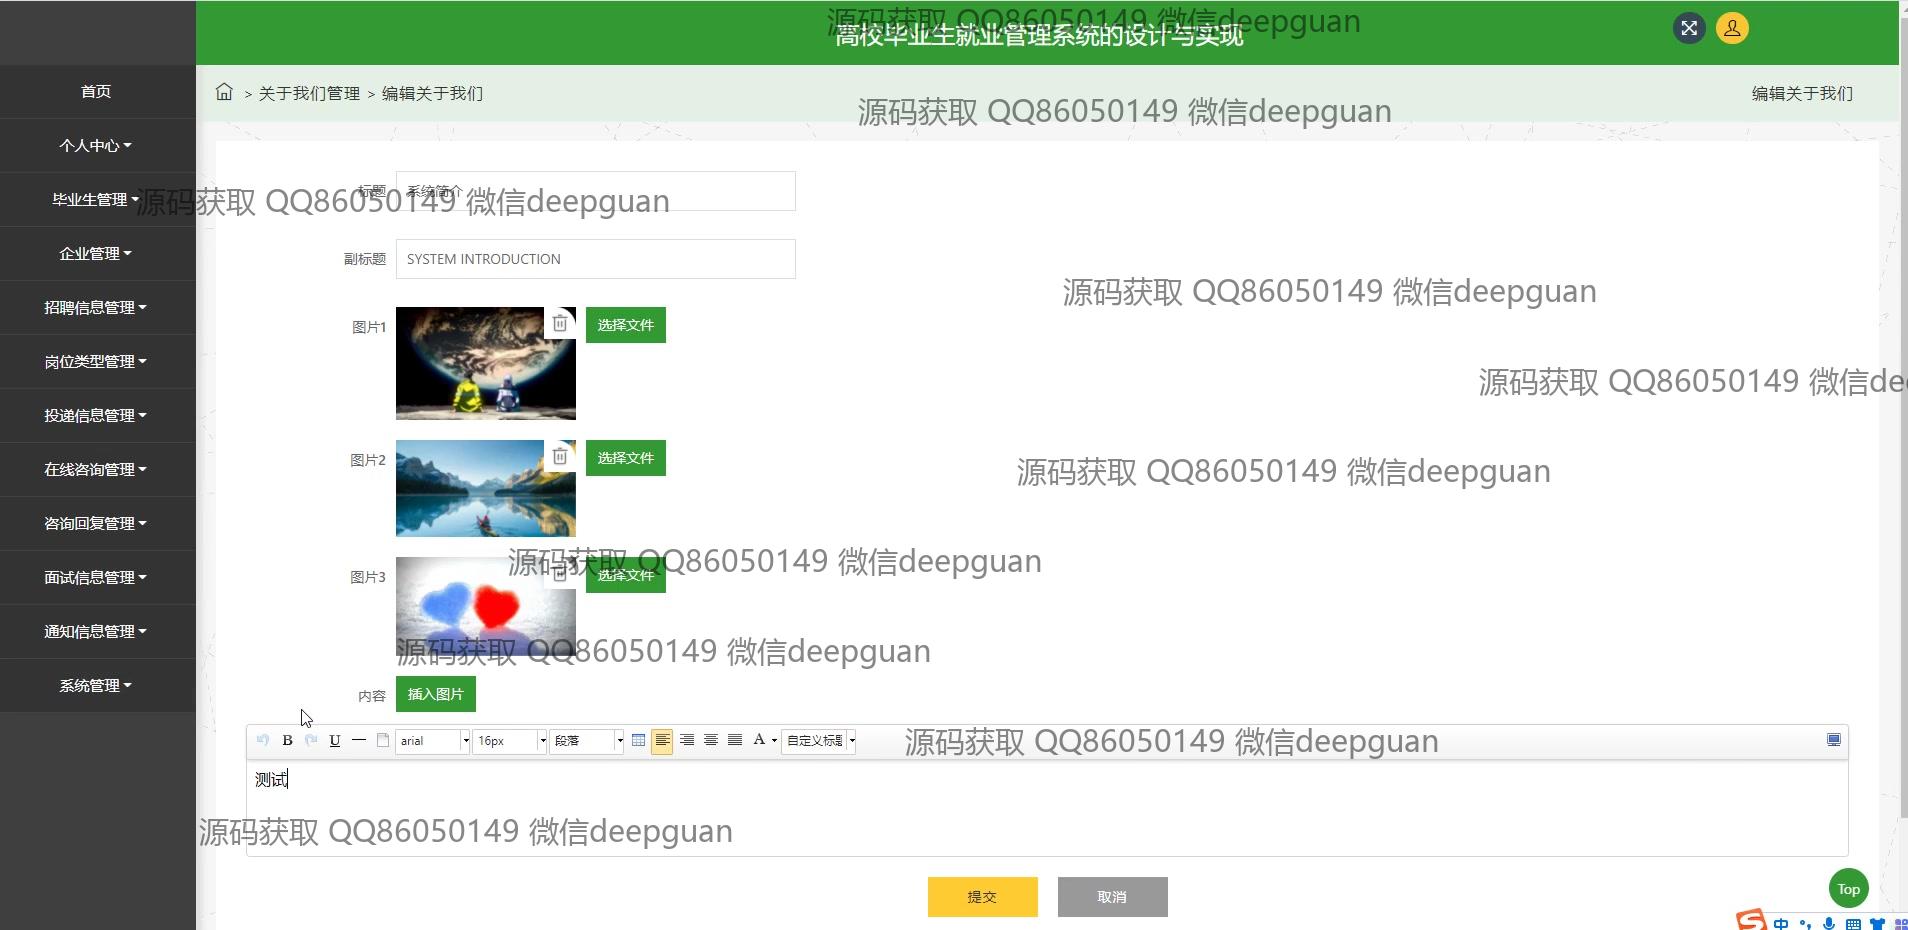 源码获取 QQ86050149 微信deepguan
高校毕业生就业管理系统的设计与实现
首页
> 关于我们管理 > 编辑关于我们
编辑关于我们
源码获取 QQ86050149 微信deepguan
个人中心
毕业生管理
标题
系统简介
源码获取 QQ86050149 微信deepguan
企业管理
副标题
SYSTEM INTRODUCTION
源码获取 QQ86050149 微信deepguan
招聘信息管理
图片1
选择文件
岗位类型管理
源码获取 QQ86050149 微信de
投递信息管理
图片2
选择文件
在线咨询管理
源码获取 QQ86050149 微信deepguan
咨询回复管理
图片3
选择文件
源码获取 QQ86050149 微信deepguan
面试信息管理
通知信息管理
源码获取 QQ86050149 微信deepguan
系统管理
内容
插入图片
B
U
arial
16px
段落
A
自定义标题
源码获取 QQ86050149 微信deepguan
测试
源码获取 QQ86050149 微信deepguan
提交
取消
Top
中